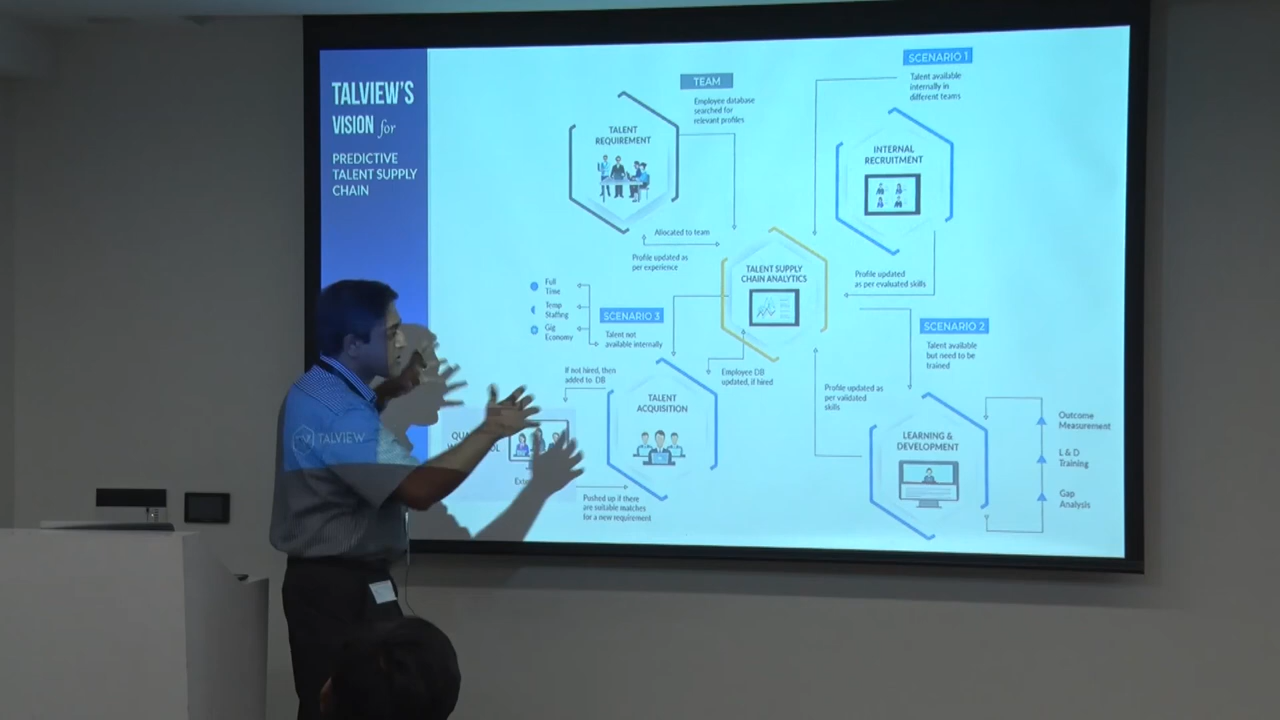 TALVIEW'S
VISION for
PREDICTIVE
TALENT SUPPLY
CHAIN
TEAM
Employee database
searched for
relevant profiles
TALENT
REQUIREMENT
SCENARIO 1
Talent available
internally in
different teams
INTERNAL
RECRUITMENT
Allocated to team
Profile updated as
per experience
TALENT SUPPLY
CHAIN ANALYTICS
Profile updated
as per evaluated skills
Full
Time
Temp
Staffing
Gig
Economy
SCENARIO 3
Talent not
available internally
SCENARIO 2
Talent available
but need to be
trained
If not hired, then
added to DB
Employee DB
updated, if hired
Profile updated as
per validated
skills
TALENT
ACQUISITION
LEARNING &
DEVELOPMENT
Outcome
Measurement
L & D
Training
Gap
Analysis
Pushed up if there
are suitable matches
for a new requirement
TALVIEW